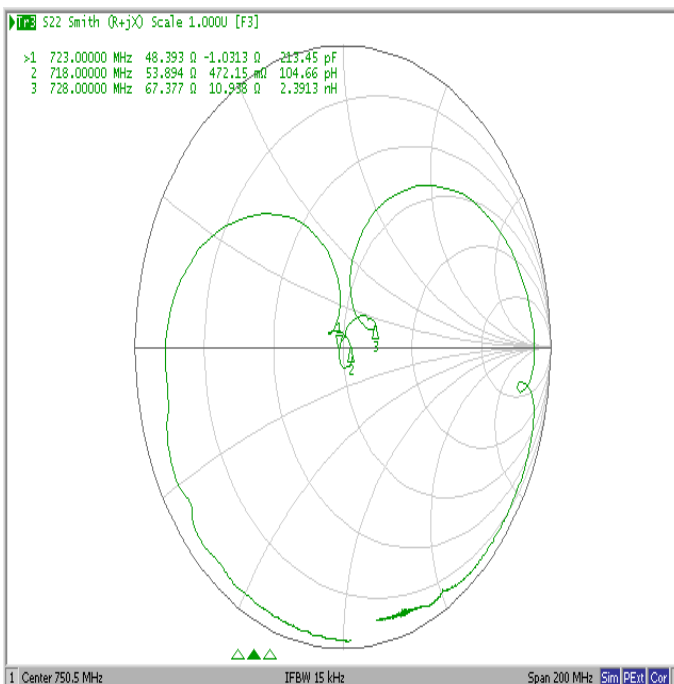 Tr3 S22 Smith (R+jX) Scale 1.000U [F3]
>1 723.00000 MHz 48.393 Ω -1.0313 Ω 213.45 pF
2 718.00000 MHz 53.894 Ω 472.15 mΩ 104.66 pH
3 728.00000 MHz 67.377 Ω 10.938 Ω 2.3913 nH
1
3
2
1 Center 750.5 MHz IFBW 15 kHz Span 200 MHz Sim PExt Cor